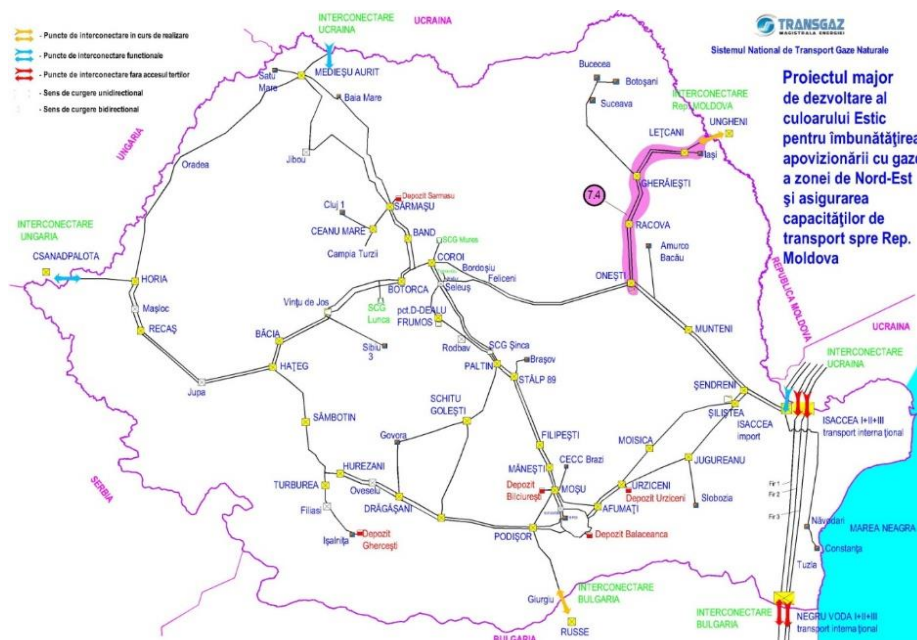 INTERCONECTARE
UCRAINA
UCRAINA
TRANSGAZ
MAGISTRALA ENERGIEI
Sistemul National de Transport Gaze Naturale
- Puncte de interconectare in curs de realizare
- Puncte de interconectare functionale
- Puncte de interconectare fara accesul tertilor
- Sens de curgere unidirectional
- Sens de curgere bidirectional
Proiectul major
de dezvoltare al
culoarului Estic
pentru îmbunătăţirea
apovizionării cu gaze
a zonei de Nord-Est
şi asigurarea
capacităţilor de
transport spre Rep.
Moldova
Satu
Mare
MEDIEŞU AURIT
Baia Mare
Bucecea
Botoşani
Suceava
INTERCONECTARE
Rep. MOLDOVA
UNGHENI
LEŢCANI
Iaşi
UNGARIA
Oradea
Jibou
GHERĂIEŞTI
7.4
RACOVA
Depozit Sarmasu
SĂRMAŞU
Cluj 1
CEANU MARE
Campia Turzii
BAND
SCG Mures
COROI
Bordoşiu
Feliceni
Seleuş
BOTORCA
Amurco
Bacău
ONEŞTI
REPUBLICA MOLDOVA
INTERCONECTARE
UNGARIA
CSANADPALOTA
HORIA
Maşloc
RECAŞ
Vinţu de Jos
SCG
Lunca
pct.D-DEALU
FRUMOS
MUNTENI
UCRAINA
BĂCIA
Sibiu
3
Rodbav
SCG Şinca
Braşov
PALTIN
STÂLP 89
HAŢEG
Jupa
INTERCONECTARE
UCRAINA
ŞENDRENI
ŞILIŞTEA
ISACCEA
import
ISACCEA I+II+III
transport internaţional
SÂMBOTIN
SCHITU
GOLEŞTI
Govora
FILIPEŞTI
MOISICA
JUGUREANU
SERBIA
HUREZANI
TURBUREA
Oveselu
DRĂGĂŞANI
MĂNEŞTI
CECC Brazi
Depozit
Bilciureşti
MOŞU
URZICENI
Depozit Urziceni
Slobozia
Fir 1
Fir 2
Fir 3
Filiasi
Işalniţa
Depozit
Gherceşti
PODIŞOR
AFUMAŢI
Depozit Balaceanca
Năvodari
MAREA NEAGRA
Constanţa
Tuzla
Giurgiu
INTERCONECTARE
BULGARIA
RUSSE
BULGARIA
INTERCONECTARE
BULGARIA
NEGRU VODA I+II+III
transport internaţional